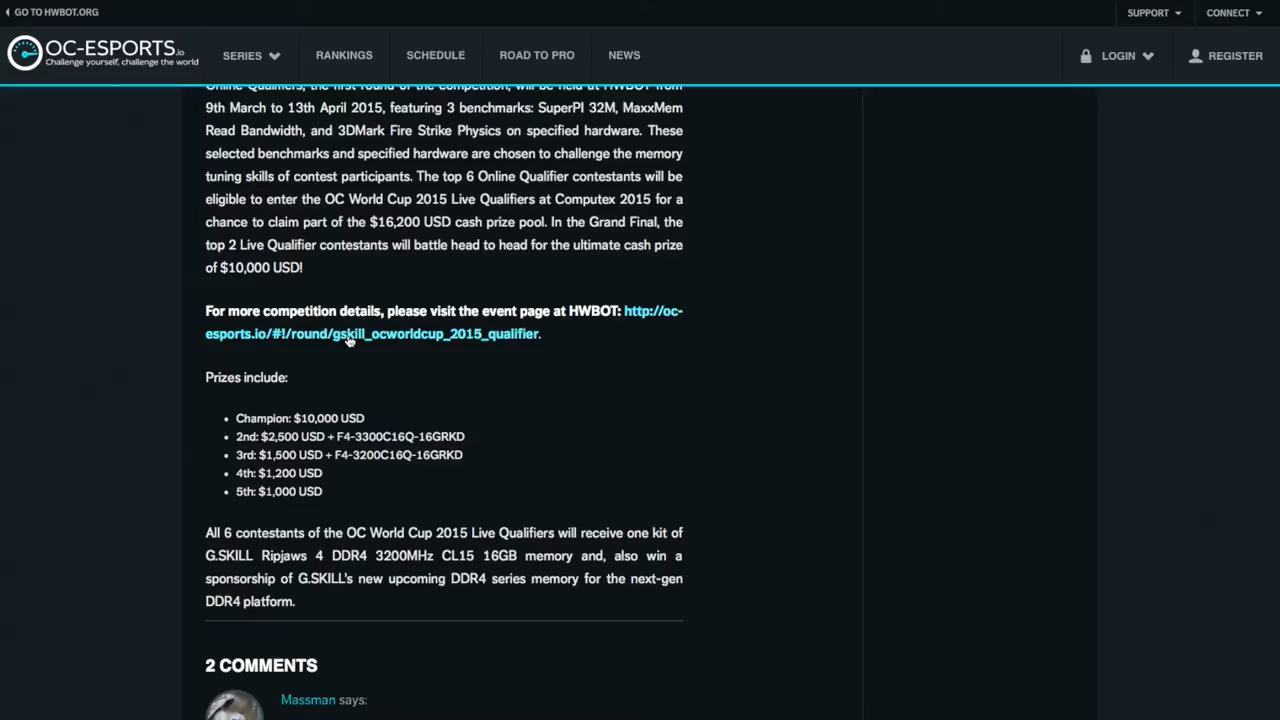 GO TO HWBOT.ORG
SUPPORT
CONNECT
OC-ESPORTS.io
Challenge yourself, challenge the world
SERIES
RANKINGS
SCHEDULE
ROAD TO PRO
NEWS
LOGIN
REGISTER
Online Qualifiers, the first round of the competition, will be held at HWBOT from
9th March to 13th April 2015, featuring 3 benchmarks: SuperPI 32M, MaxxMem
Read Bandwidth, and 3DMark Fire Strike Physics on specified hardware. These
selected benchmarks and specified hardware are chosen to challenge the memory
tuning skills of contest participants. The top 6 Online Qualifier contestants will be
eligible to enter the OC World Cup 2015 Live Qualifiers at Computex 2015 for a
chance to claim part of the $16,200 USD cash prize pool. In the Grand Final, the
top 2 Live Qualifier contestants will battle head to head for the ultimate cash prize
of $10,000 USD!
For more competition details, please visit the event page at HWBOT: http://oc-
esports.io/#!/round/gskill_ocworldcup_2015_qualifier.
Prizes include:
• Champion: $10,000 USD
• 2nd: $2,500 USD + F4-3300C16Q-16GRKD
• 3rd: $1,500 USD + F4-3200C16Q-16GRKD
• 4th: $1,200 USD
• 5th: $1,000 USD
All 6 contestants of the OC World Cup 2015 Live Qualifiers will receive one kit of
G.SKILL Ripjaws 4 DDR4 3200MHz CL15 16GB memory and, also win a
sponsorship of G.SKILL's new upcoming DDR4 series memory for the next-gen
DDR4 platform.
2 COMMENTS
Massman says: